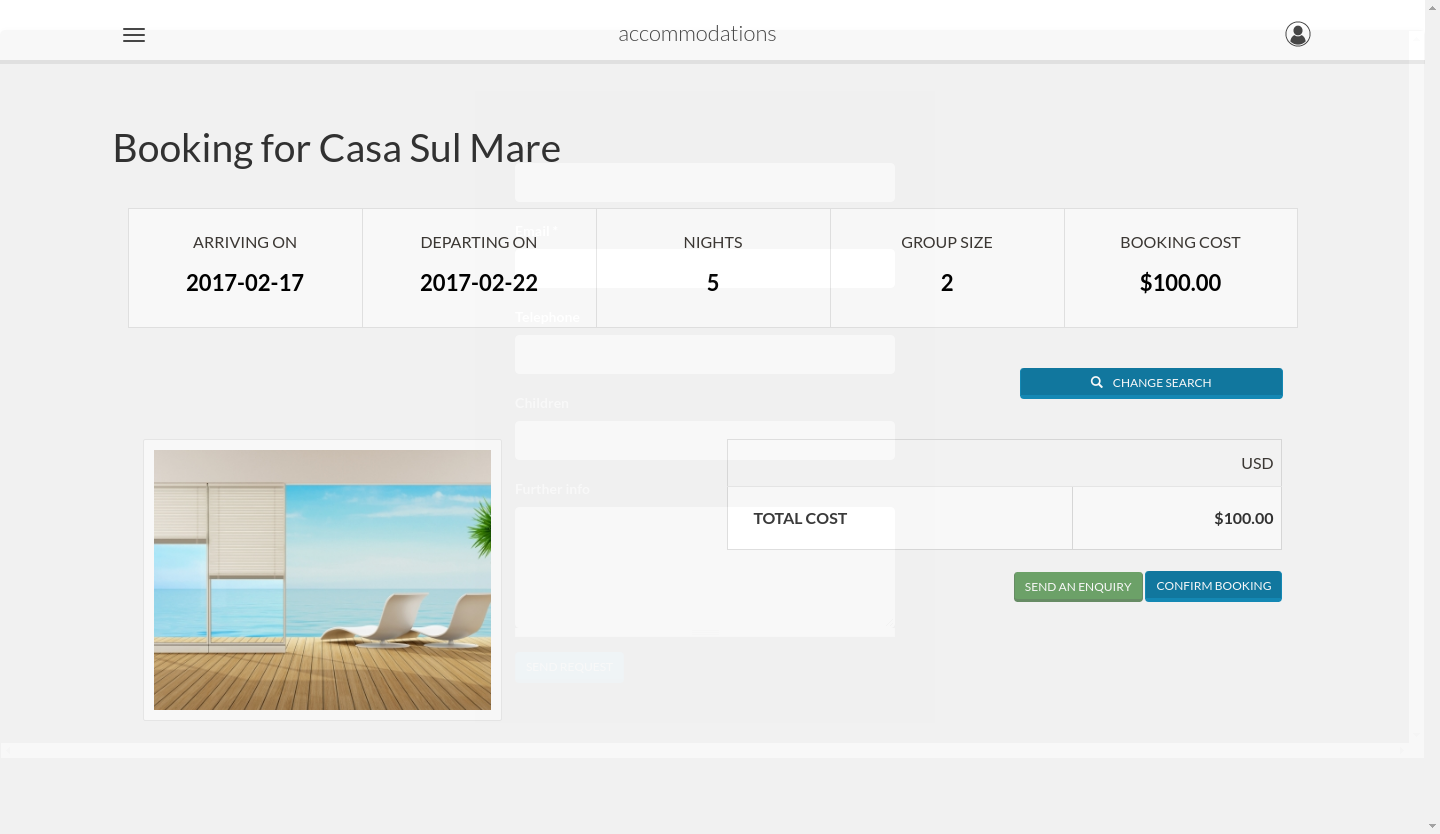 accommodations
Booking for Casa Sul Mare
ARRIVING ON
2017-02-17
DEPARTING ON
2017-02-22
NIGHTS
5
GROUP SIZE
2
BOOKING COST
$100.00
Email *
Telephone
CHANGE SEARCH
Children
USD
Further info
TOTAL COST
$100.00
SEND AN ENQUIRY
CONFIRM BOOKING